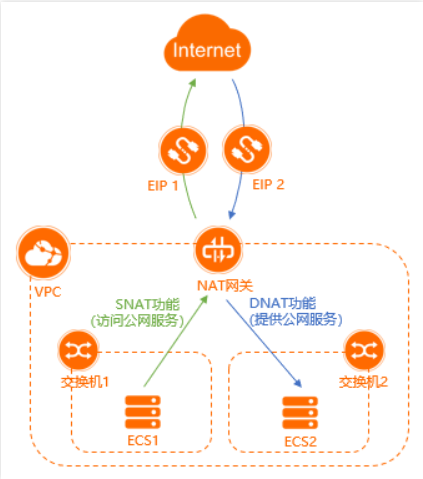 Internet
EIP 1
EIP 2
NAT网关
VPC
SNAT功能
(访问公网服务)
DNAT功能
(提供公网服务)
交换机1
交换机2
ECS1
ECS2